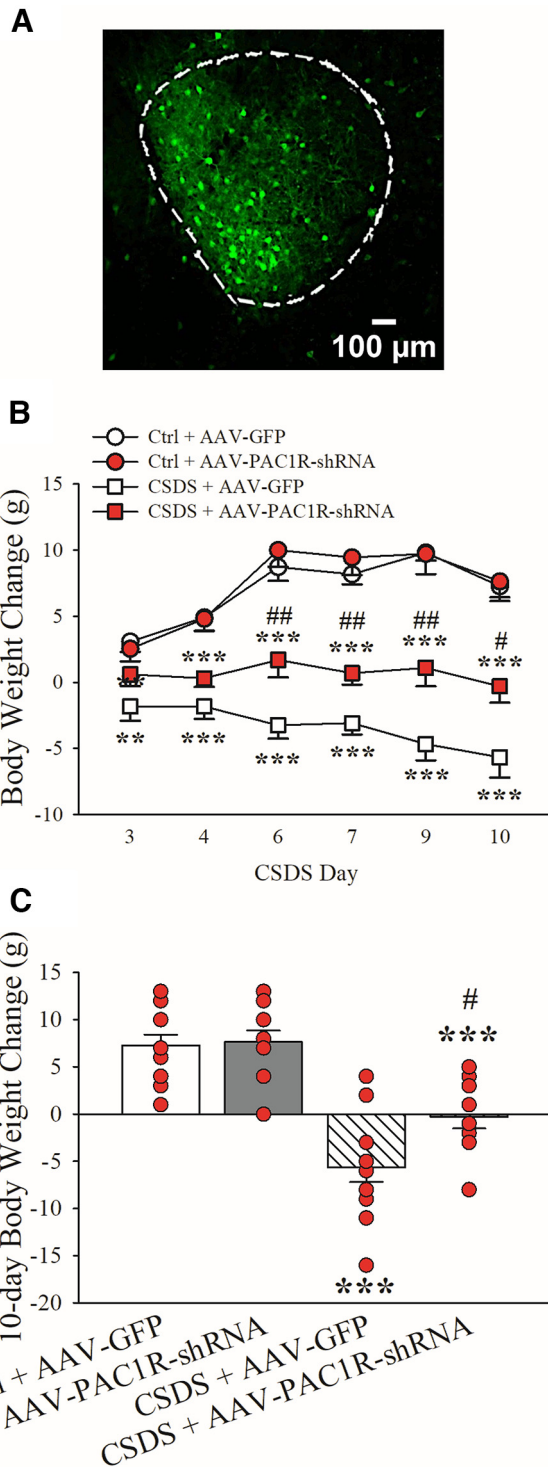 A
100 µm
B
Ctrl + AAV-GFP
Ctrl + AAV-PAC1R-shRNA
CSDS + AAV-GFP
CSDS + AAV-PAC1R-shRNA
Body Weight Change (g)
15
10
5
0
-5
-10
## ## ## #
*** *** *** *** ***
**
** *** *** *** *** ***
3 4 6 7 9 10
CSDS Day
C
10-day Body Weight Change (g)
15
10
5
0
-5
-10
-15
-20
#
***
***
+ AAV-GFP
AAV-PAC1R-shRNA
CSDS + AAV-GFP
CSDS + AAV-PAC1R-shRNA